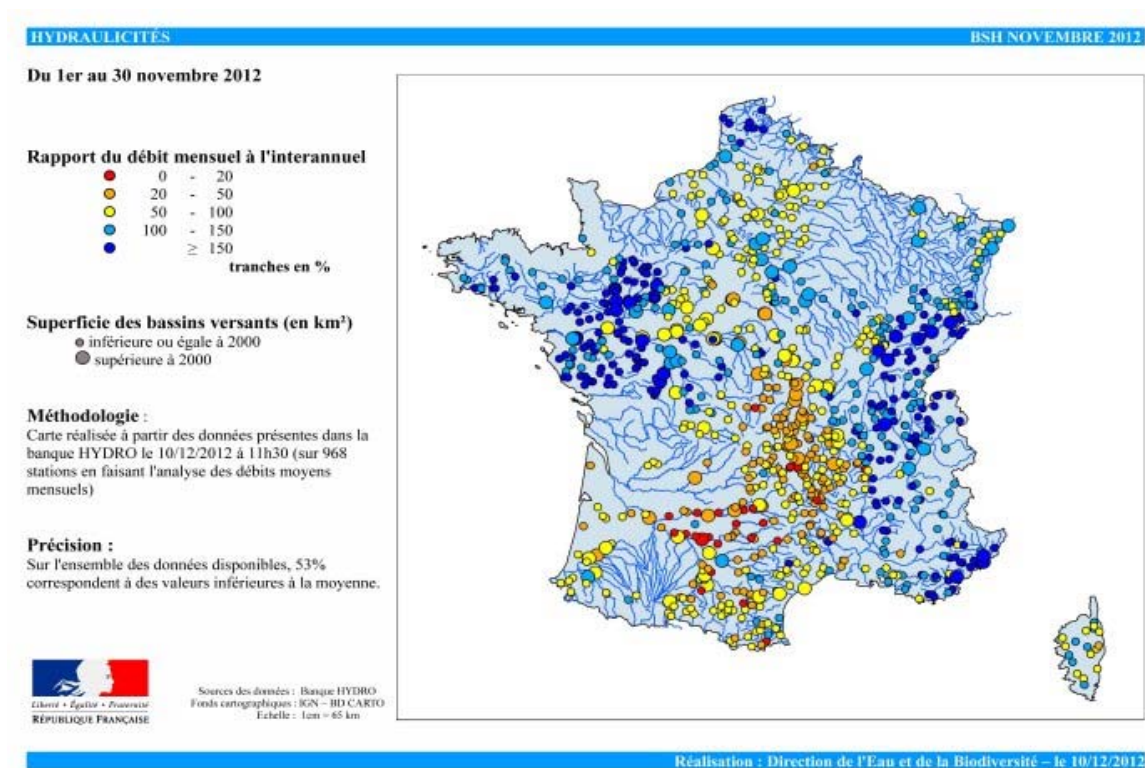 HYDRAULICITÉS
BSH NOVEMBRE 2012
Du 1er au 30 novembre 2012
Rapport du débit mensuel à l'interannuel
0 - 20
20 - 50
50 - 100
100 - 150
≥ 150
tranches en %
Superficie des bassins versants (en km²)
inférieure ou égale à 2000
supérieure à 2000
Méthodologie :
Carte réalisée à partir des données présentes dans la
banque HYDRO le 10/12/2012 à 11h30 (sur 968
stations en faisant l'analyse des débits moyens
mensuels)
Précision :
Sur l'ensemble des données disponibles, 53%
correspondent à des valeurs inférieures à la moyenne.
Liberté • Égalité • Fraternité
RÉPUBLIQUE FRANÇAISE
Sources des données : Banque HYDRO
Fonds cartographiques : IGN – BD CARTO
Echelle : 1cm = 65 km
Réalisation : Direction de l'Eau et de la Biodiversité – le 10/12/2012